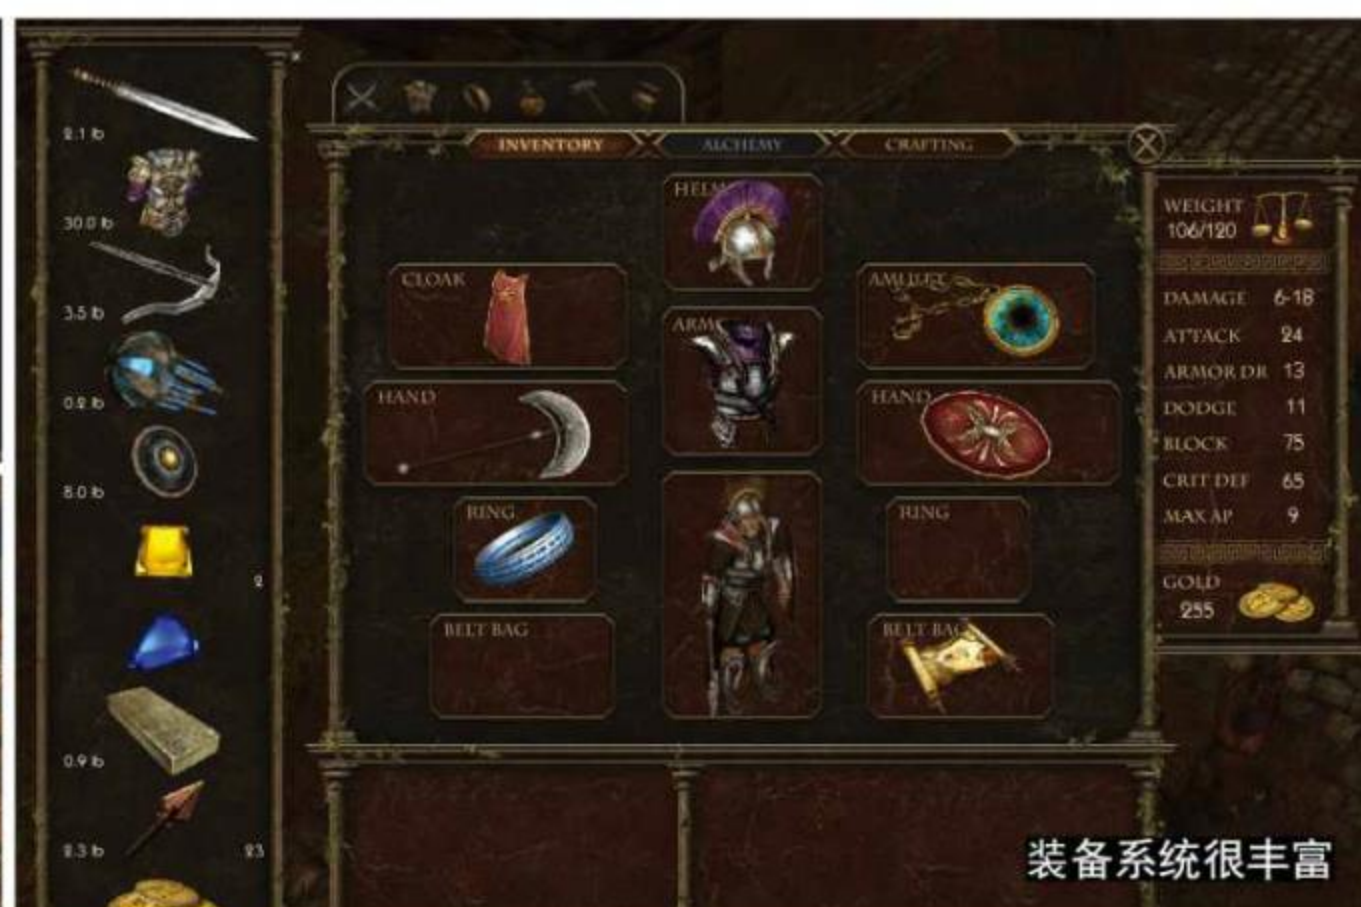 2.1 lb
30.0 lb
3.5 lb
0.2 lb
8.0 lb
2
0.9 lb
2.3 lb
23
INVENTORY
ALCHEMY
CRAFTING
HELM
CLOAK
AMULET
ARMO
HAND
HAND
RING
RING
BELT BAG
BELT BAG
WEIGHT
106/120
DAMAGE 6-18
ATTACK 24
ARMOR DR 13
DODGE 11
BLOCK 75
CRIT DEF 65
MAX AP 9
GOLD
255
装备系统很丰富